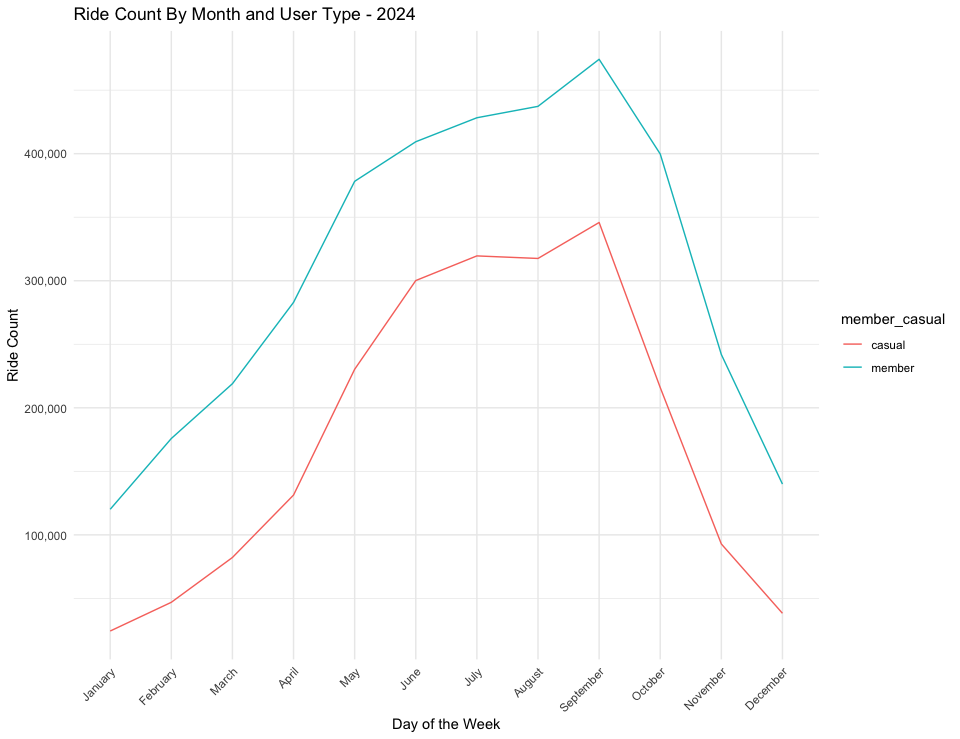 Ride Count By Month and User Type - 2024
Ride Count
400,000
300,000
200,000
100,000
January
February
March
April
May
June
July
August
September
October
November
December
Day of the Week
member_casual
casual
member